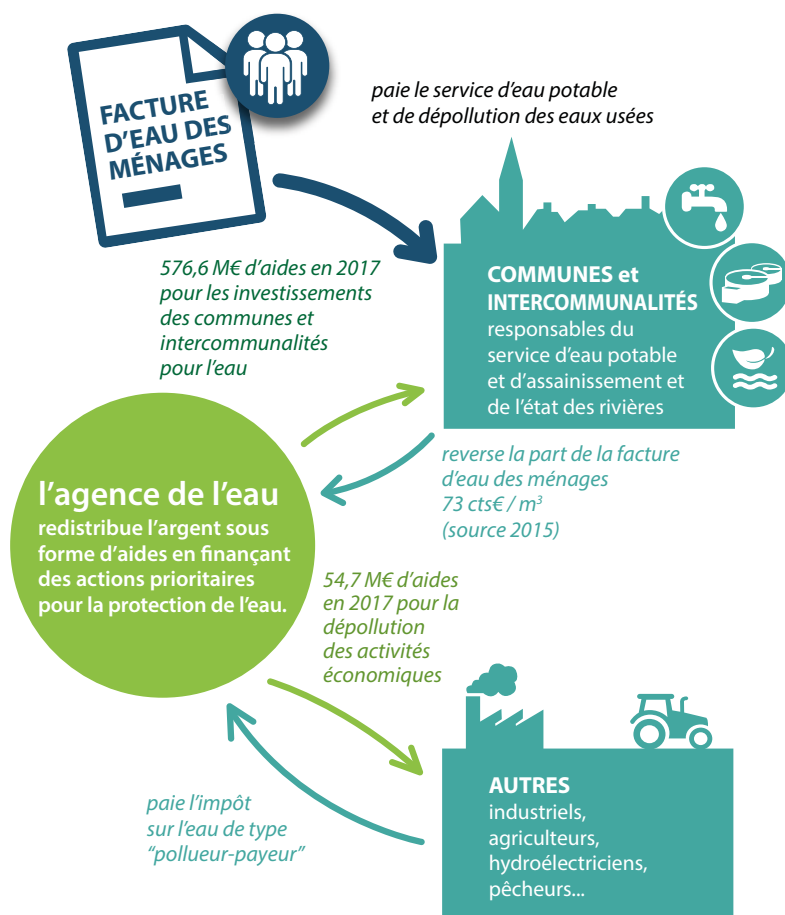 FACTURE
D’EAU DES
MÉNAGES
paie le service d’eau potable
et de dépollution des eaux usées
576,6 M€ d’aides en 2017
pour les investissements
des communes et
intercommunalités
pour l’eau
COMMUNES et
INTERCOMMUNALITÉS
responsables du
service d’eau potable
et d’assainissement et
de l’état des rivières
l’agence de l’eau
redistribue l’argent sous
forme d’aides en finançant
des actions prioritaires
pour la protection de l’eau.
reverse la part de la facture
d’eau des ménages
73 cts€ / m³
(source 2015)
54,7 M€ d’aides
en 2017 pour la
dépollution
des activités
économiques
paie l’impôt
sur l’eau de type
“pollueur-payeur”
AUTRES
industriels,
agriculteurs,
hydroélectriciens,
pêcheurs...